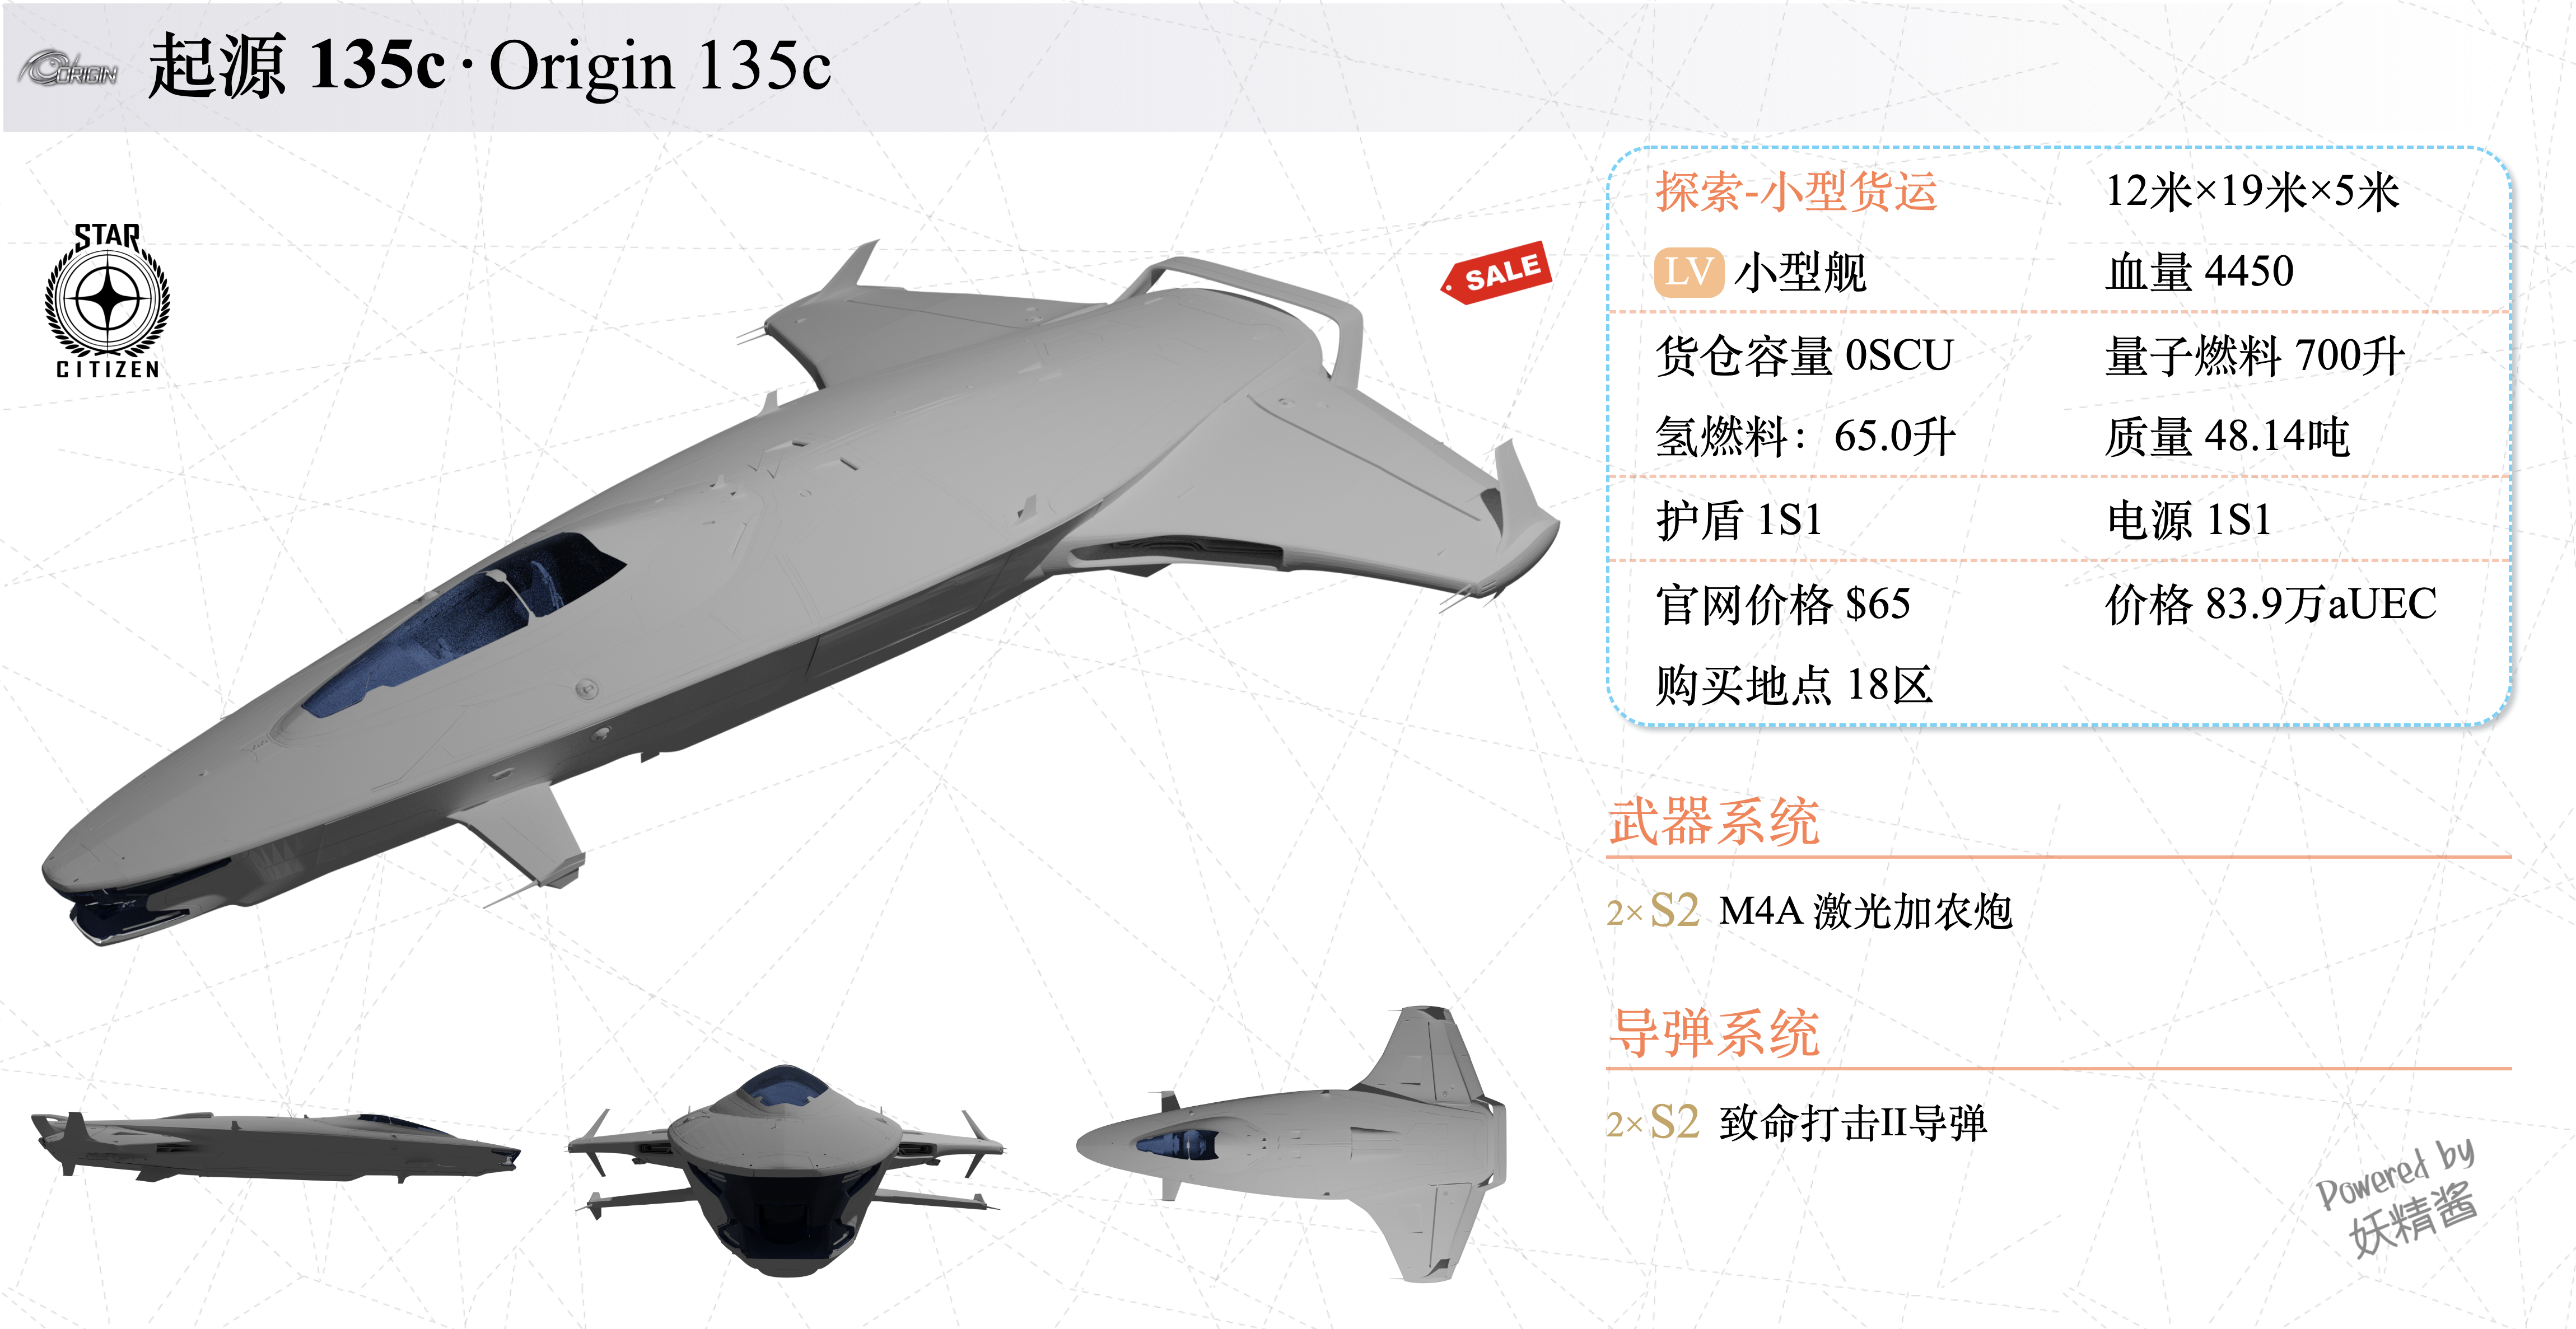 ORIGIN
起源 135c · Origin 135c
STAR
CITIZEN
SALE
探索-小型货运 12米×19米×5米
LV 小型舰 血量 4450
货仓容量 0SCU 量子燃料 700升
氢燃料：65.0升 质量 48.14吨
护盾 1S1 电源 1S1
官网价格 $65 价格 83.9万aUEC
购买地点 18区
武器系统
2× S2 M4A 激光加农炮
导弹系统
2× S2 致命打击II导弹
Powered by
妖精酱